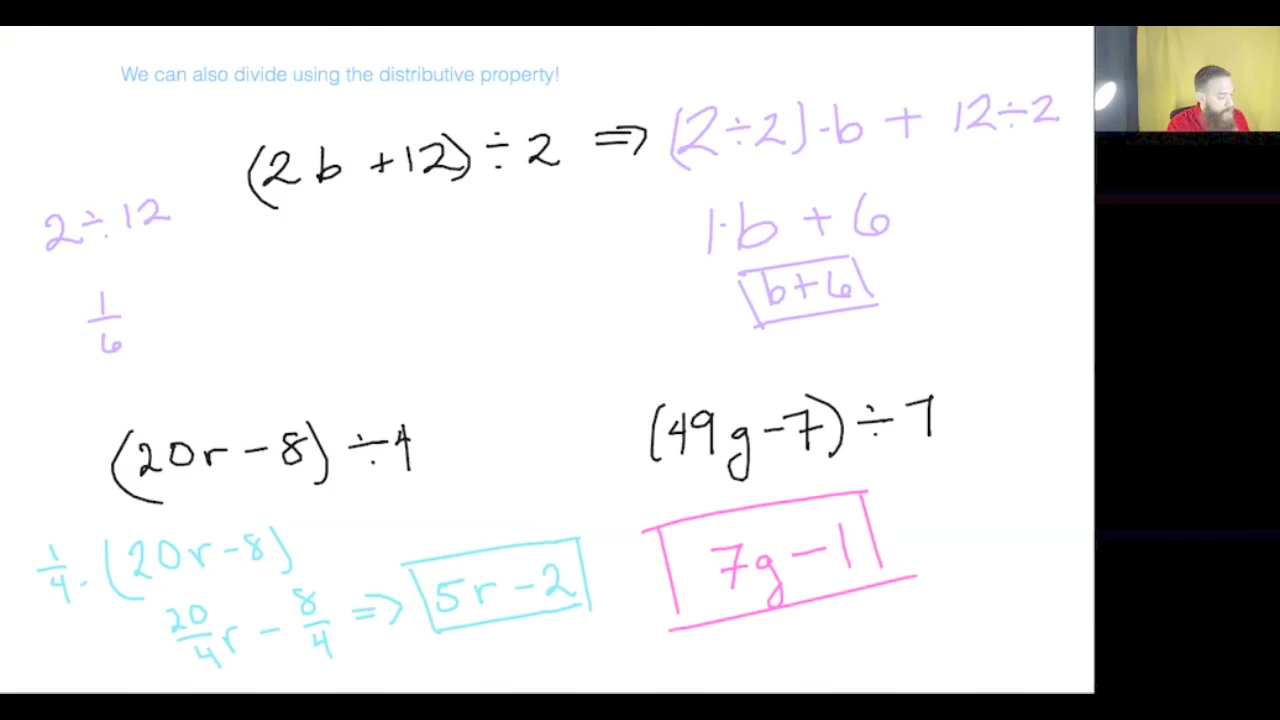 We can also divide using the distributive property!
(2b +12) ÷ 2 ⇒ (2÷2)·b + 12÷2
2÷12
1·b + 6
b+6
1/6
(20r - 8) ÷4
(49g - 7) ÷ 7
1/4 · (20r - 8)
20/4 r - 8/4 ⇒ 5r - 2
7g - 1